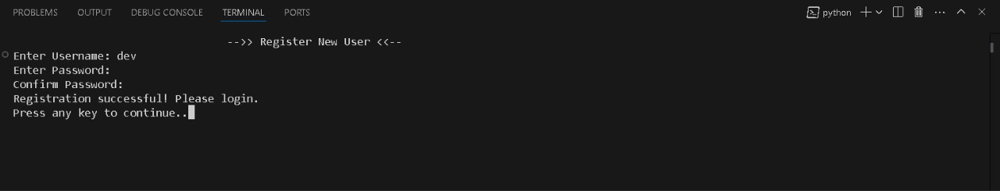 PROBLEMS OUTPUT DEBUG CONSOLE TERMINAL PORTS python
-->> Register New User <<--
Enter Username: dev
Enter Password:
Confirm Password:
Registration successful! Please login.
Press any key to continue..